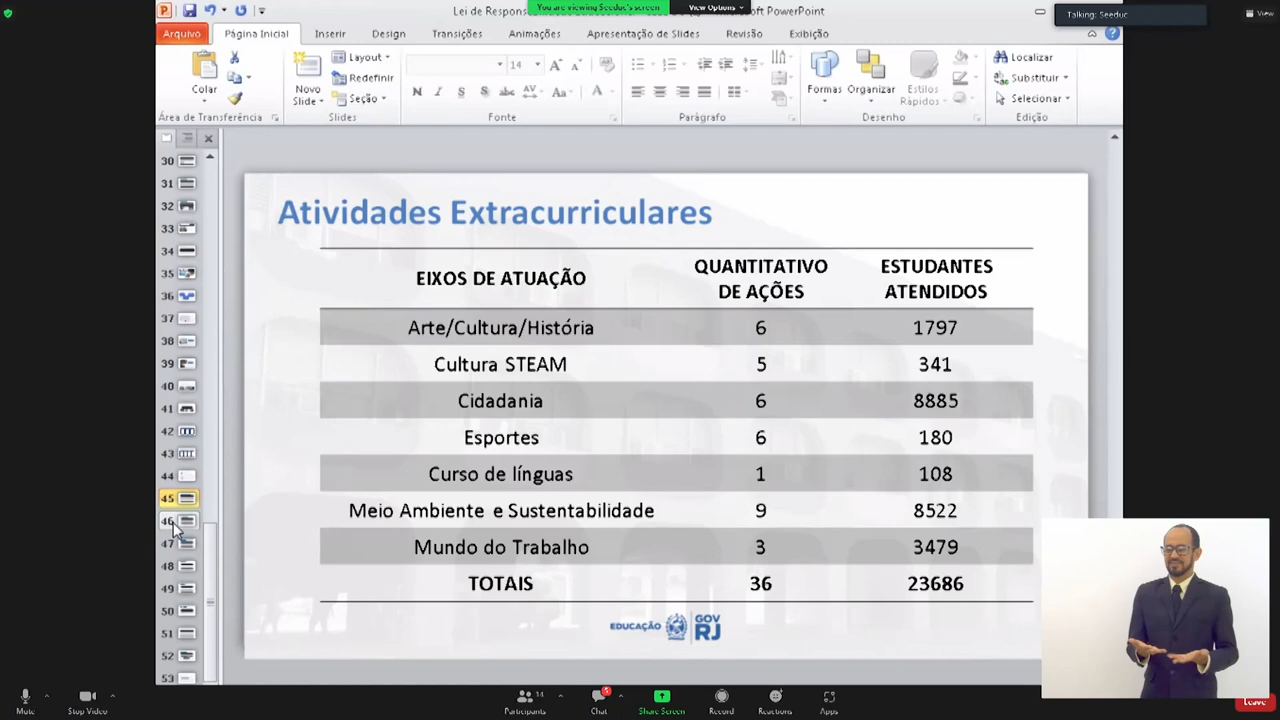 You are viewing Seeduc's screen
View Options
Talking: Seeduc
View
Lei de Respons
soft PowerPoint
Arquivo
Página Inicial
Inserir
Design
Transições
Animações
Apresentação de Slides
Revisão
Exibição
Colar
Área de Transferência
Novo
Slide
Layout
Redefinir
Seção
Slides
14
Fonte
Parágrafo
Formas
Organizar
Estilos
Rápidos
Desenho
Localizar
Substituir
Selecionar
Edição
30
31
32
33
34
35
36
37
38
39
40
41
42
43
44
45
46
47
48
49
50
51
52
53
Atividades Extracurriculares
EIXOS DE ATUAÇÃO QUANTITATIVO DE AÇÕES ESTUDANTES ATENDIDOS
Arte/Cultura/História 6 1797
Cultura STEAM 5 341
Cidadania 6 8885
Esportes 6 180
Curso de línguas 1 108
Meio Ambiente e Sustentabilidade 9 8522
Mundo do Trabalho 3 3479
TOTAIS 36 23686
EDUCAÇÃO GOV RJ
Mute
Stop Video
Participants 14
Chat 5
Share Screen
Record
Reactions
Apps
Leave